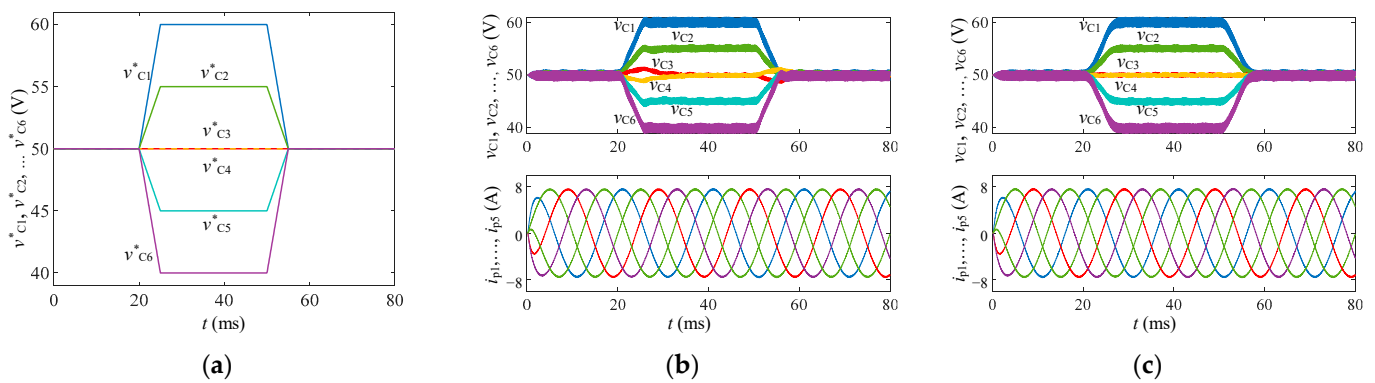 v*C1, v*C2, ... v*C6 (V)
60
55
50
45
40
v*C1
v*C2
v*C3
v*C4
v*C5
v*C6
0
20
40
60
80
t (ms)
(a)
vC1, vC2, ..., vC6 (V)
60
50
40
vC1
vC2
vC3
vC4
vC5
vC6
0
20
40
60
80
ip1,..., ip5 (A)
8
0
−8
0
20
40
60
80
t (ms)
(b)
vC1, vC2, ..., vC6 (V)
60
50
40
vC1
vC2
vC3
vC4
vC5
vC6
0
20
40
60
80
ip1,..., ip5 (A)
8
0
−8
0
20
40
60
80
t (ms)
(c)